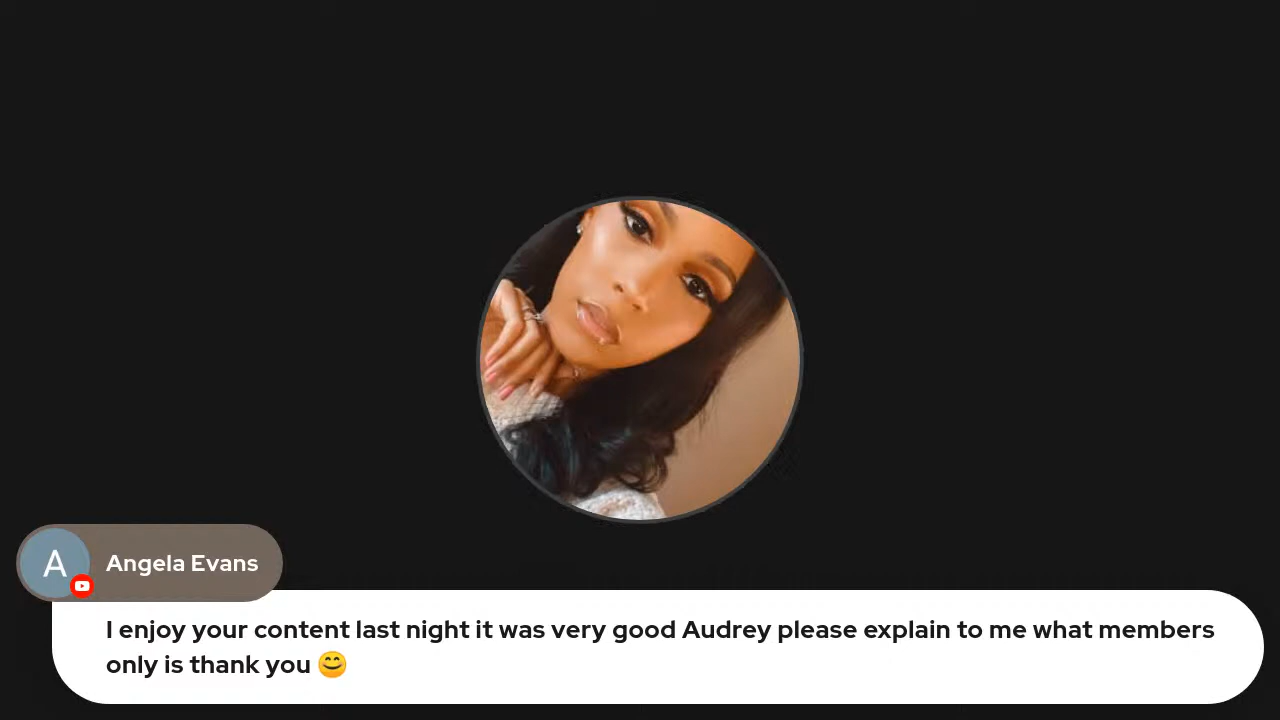 A
Angela Evans
I enjoy your content last night it was very good Audrey please explain to me what members
only is thank you 😊